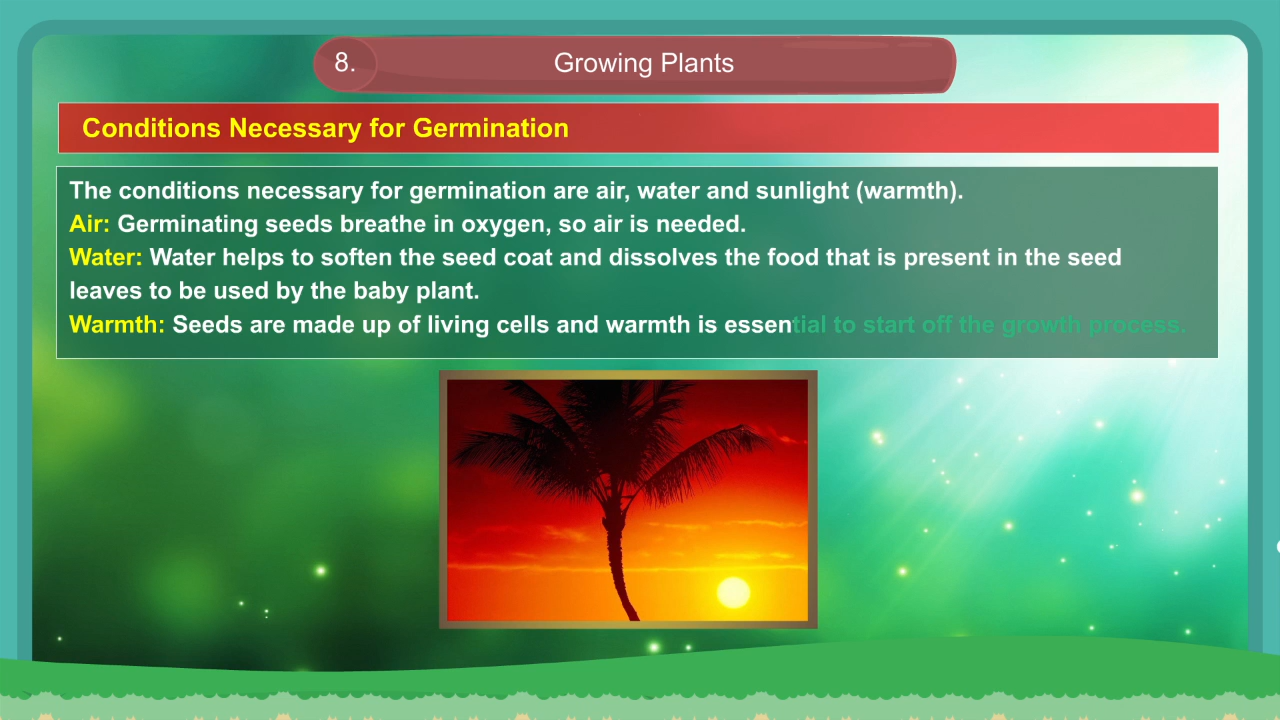 8.
Growing Plants
Conditions Necessary for Germination
The conditions necessary for germination are air, water and sunlight (warmth).
Air: Germinating seeds breathe in oxygen, so air is needed.
Water: Water helps to soften the seed coat and dissolves the food that is present in the seed
leaves to be used by the baby plant.
Warmth: Seeds are made up of living cells and warmth is essential to start off the growth process.